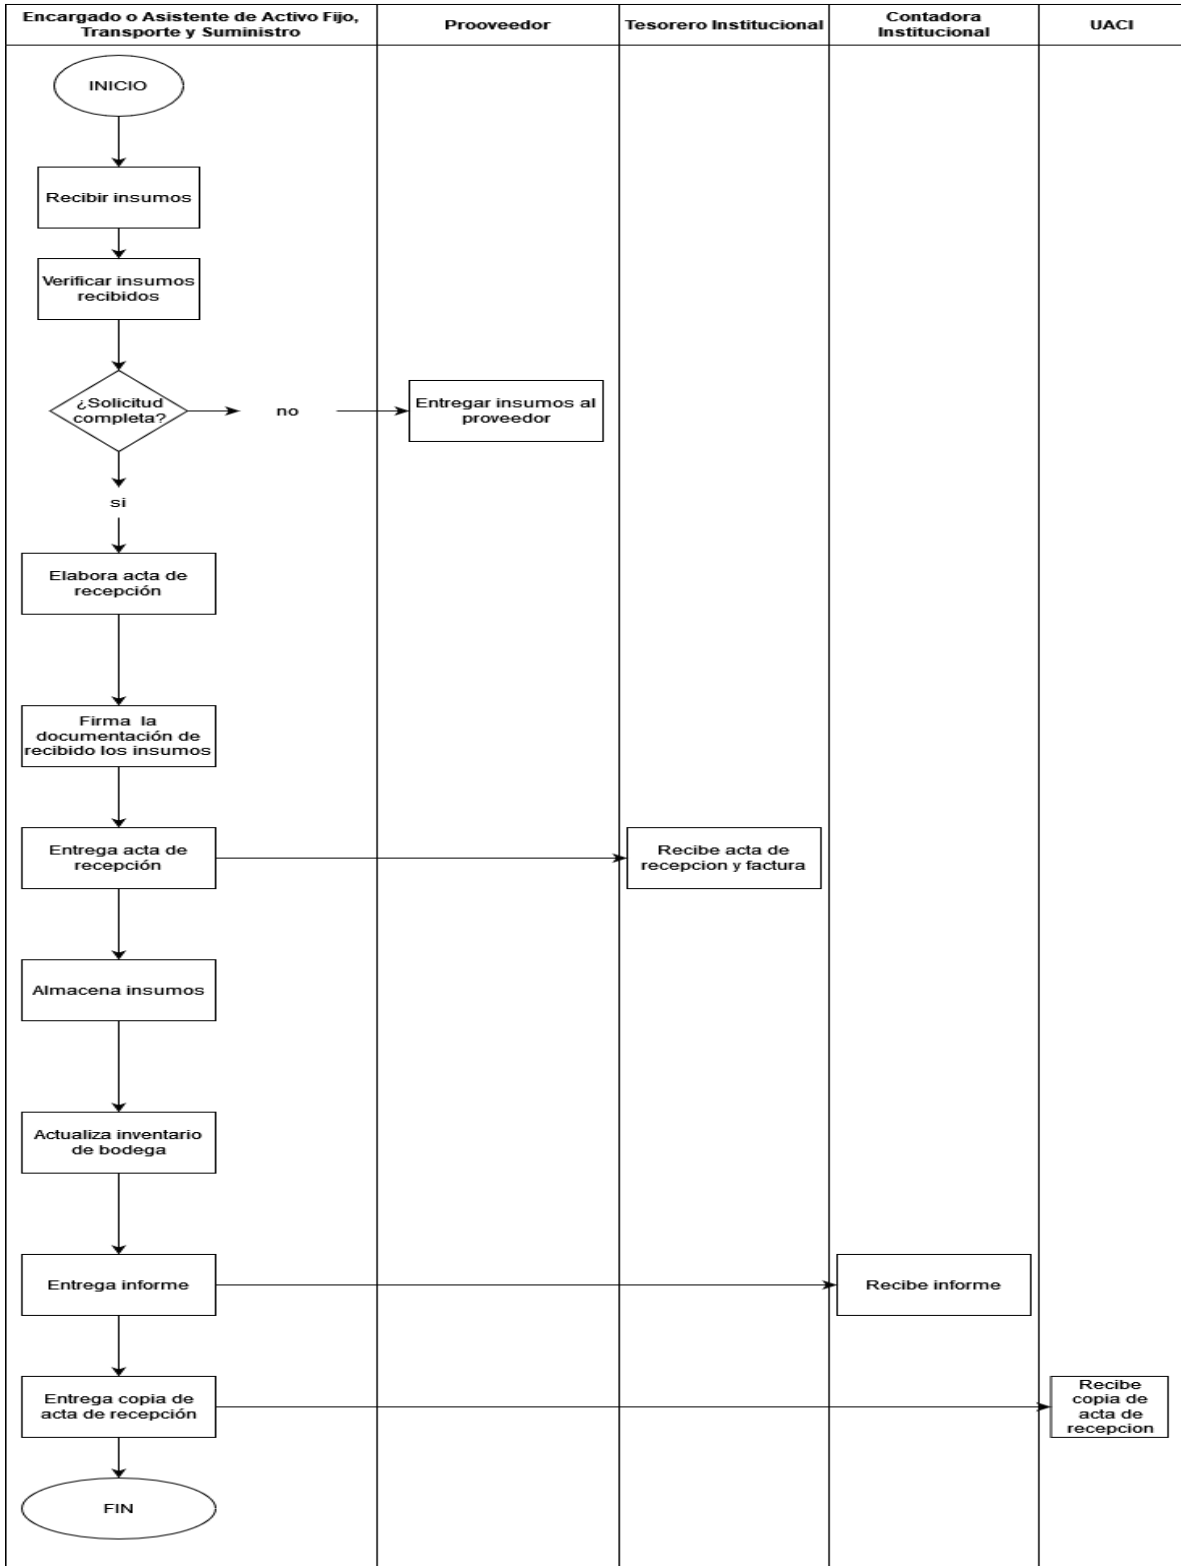 Encargado o Asistente de Activo Fijo,
Transporte y Suministro
Prooveedor
Tesorero Institucional
Contadora
Institucional
UACI
INICIO
Recibir insumos
Verificar insumos
recibidos
¿Solicitud
completa?
no
Entregar insumos al
proveedor
si
Elabora acta de
recepción
Firma la
documentación de
recibido los insumos
Entrega acta de
recepción
Recibe acta de
recepcion y factura
Almacena insumos
Actualiza inventario
de bodega
Entrega informe
Recibe informe
Entrega copia de
acta de recepción
Recibe
copia de
acta de
recepcion
FIN